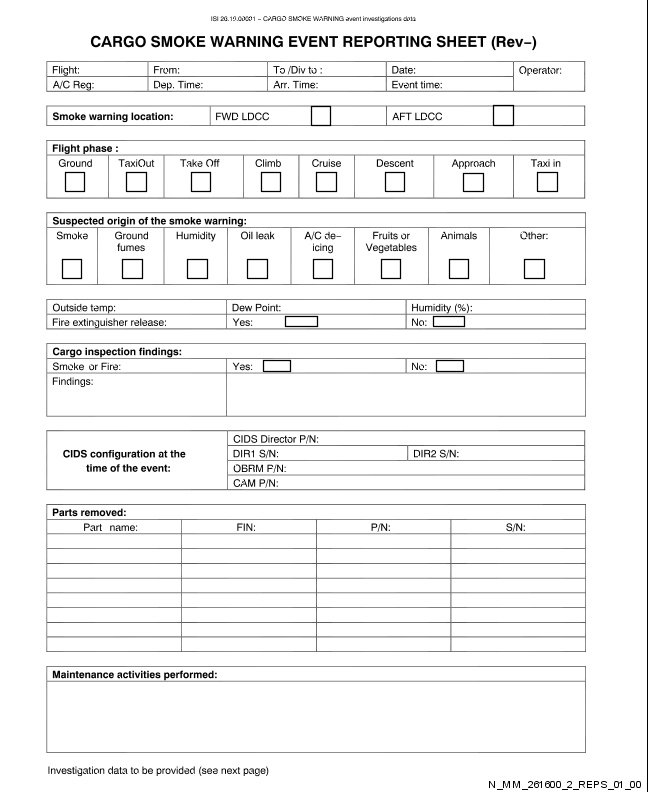 ISI 26.19.00001 – CARGO SMOKE WARNING event investigations data
CARGO SMOKE WARNING EVENT REPORTING SHEET (Rev–)
Flight: From: To /Div to : Date: Operator:
A/C Reg: Dep. Time: Arr. Time: Event time:
Smoke warning location: FWD LDCC AFT LDCC
Flight phase :
Ground TaxiOut Take Off Climb Cruise Descent Approach Taxi in
Suspected origin of the smoke warning:
Smoke Ground Humidity Oil leak A/C de– Fruits or Animals Other:
fumes icing Vegetables
Outside temp: Dew Point: Humidity (%):
Fire extinguisher release: Yes: No:
Cargo inspection findings:
Smoke or Fire: Yes: No:
Findings:
CIDS Director P/N:
CIDS configuration at the DIR1 S/N: DIR2 S/N:
time of the event: OBRM P/N:
CAM P/N:
Parts removed:
Part name: FIN: P/N: S/N:
Maintenance activities performed:
Investigation data to be provided (see next page)
N_MM_261600_2_REPS_01_00